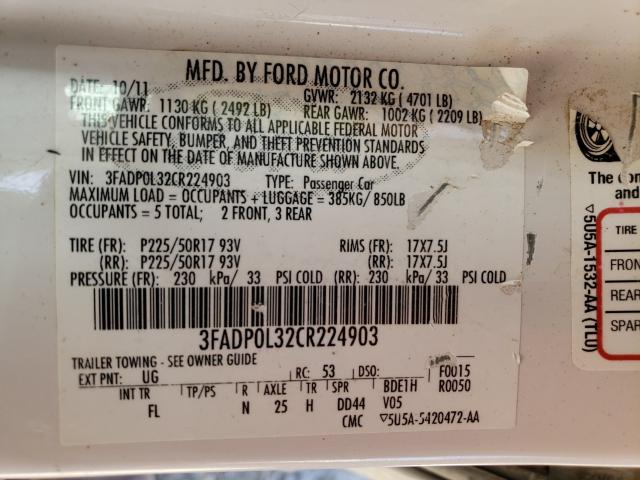 MFD. BY FORD MOTOR CO.
DATE: 10/11 GVWR: 2132 KG ( 4701 LB)
FRONT GAWR: 1130 KG ( 2492 LB) REAR GAWR: 1002 KG ( 2209 LB)
THIS VEHICLE CONFORMS TO ALL APPLICABLE FEDERAL MOTOR
VEHICLE SAFETY, BUMPER, AND THEFT PREVENTION STANDARDS
IN EFFECT ON THE DATE OF MANUFACTURE SHOWN ABOVE.
VIN: 3FADP0L32CR224903 TYPE: Passenger Car
MAXIMUM LOAD = OCCUPANTS + LUGGAGE = 385KG/ 850LB
OCCUPANTS = 5 TOTAL; 2 FRONT, 3 REAR
TIRE (FR): P225/50R17 93V RIMS (FR): 17X7.5J
(RR): P225/50R17 93V (RR): 17X7.5J
PRESSURE (FR): 230 kPa/ 33 PSI COLD (RR): 230 kPa/ 33 PSI COLD
3FADP0L32CR224903
TRAILER TOWING - SEE OWNER GUIDE
EXT PNT: UG RC: 53 DSO: F0015
INT TR TP/PS R AXLE TR SPR BDE1H R0050
FL N 25 H DD44 V05
CMC ▽5U5A-5420472-AA
The Com
and
▽5U5A-1532-AA (TLU)
TIRE
FRON
REAR
SPAR